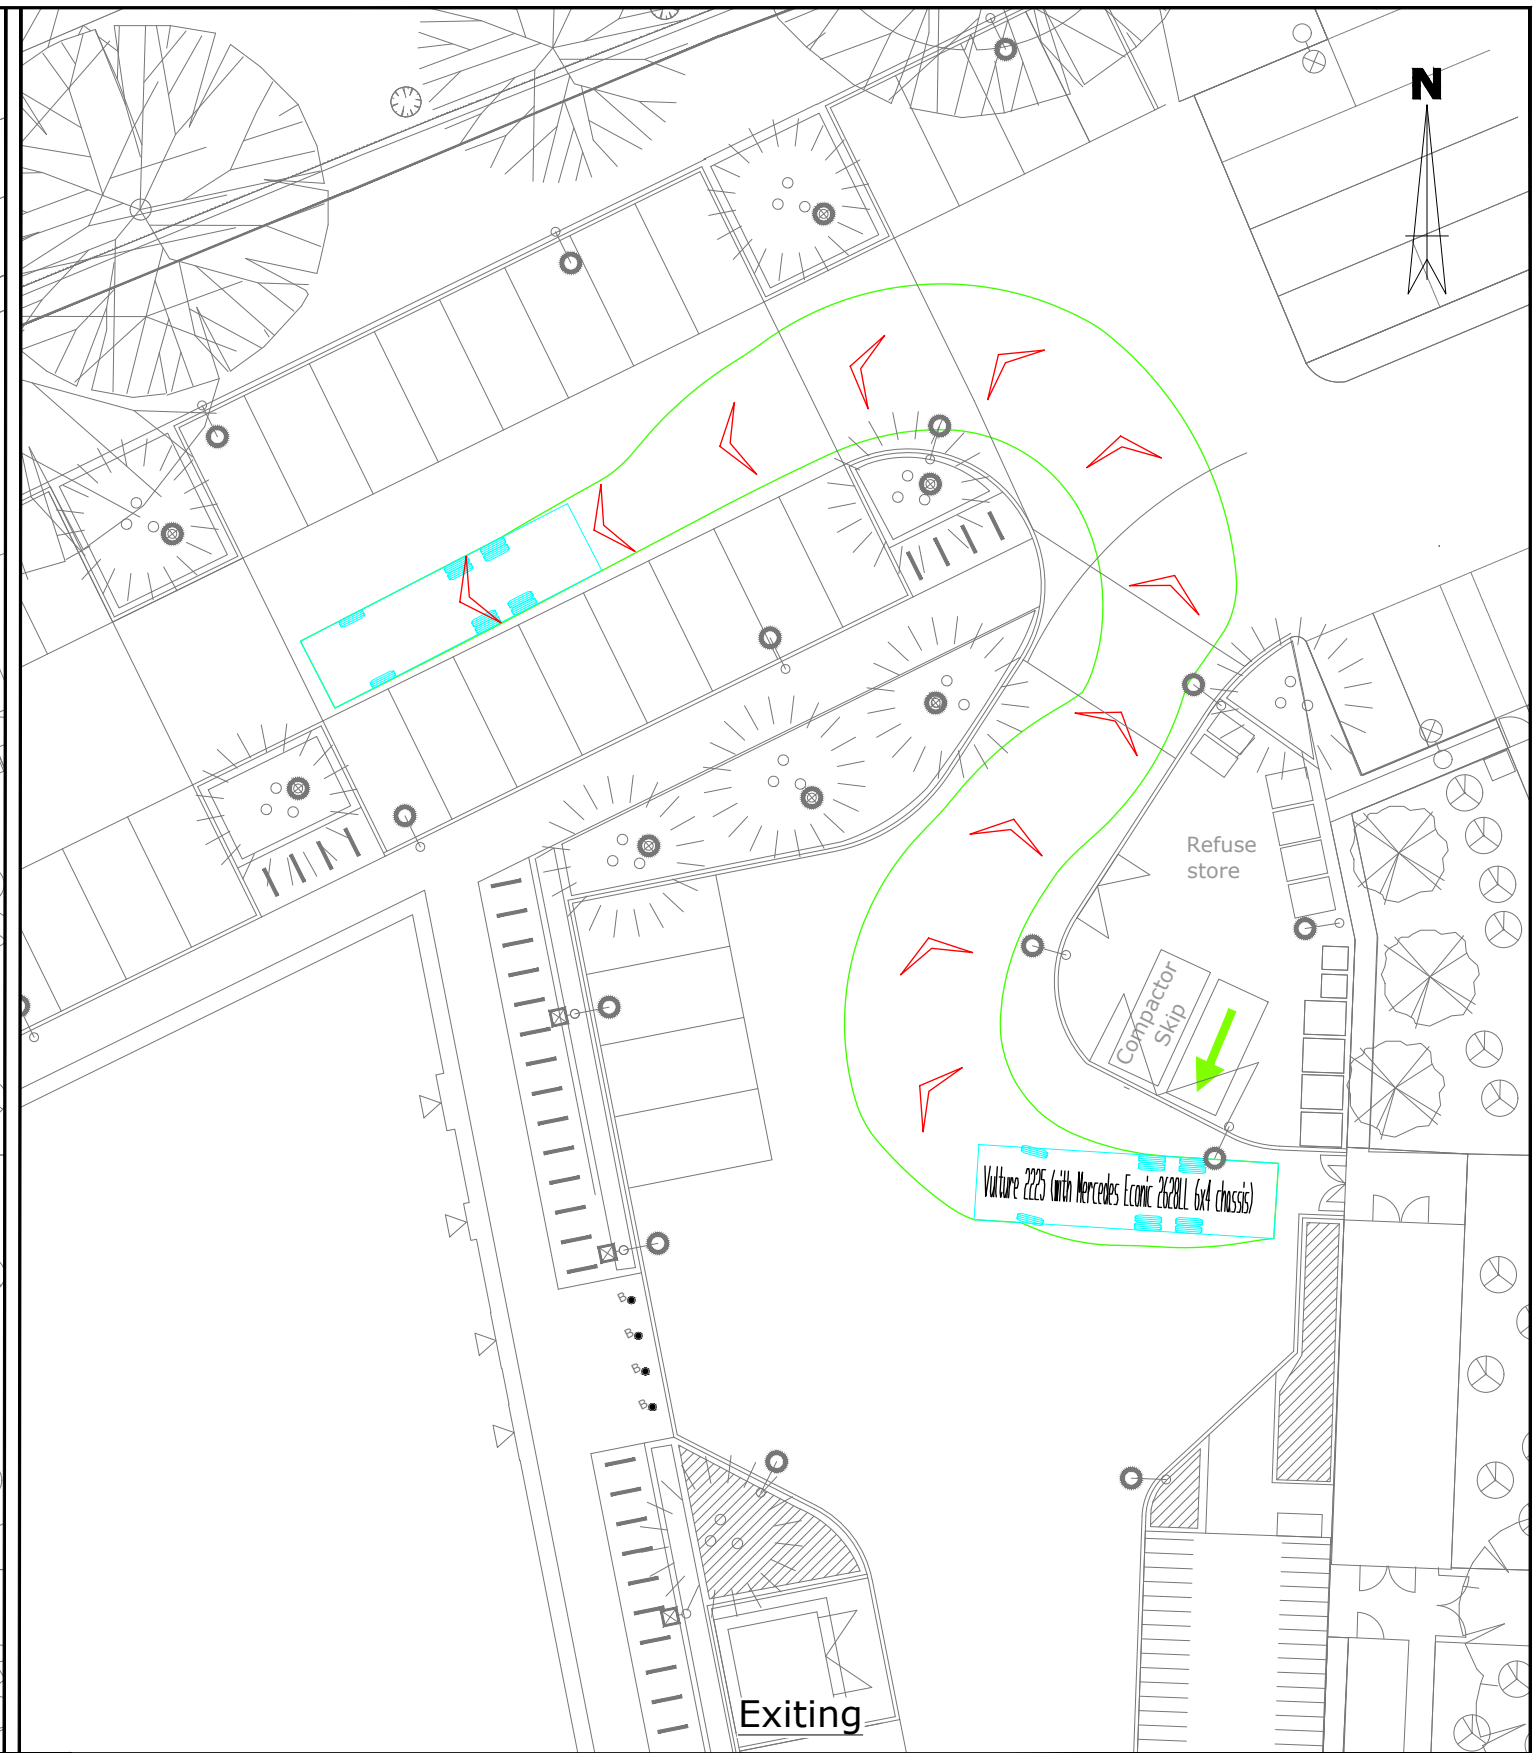 N
Refuse
store
Compactor
Skip
Vulture 2225 (with Mercedes Econic 2628LL 6x4 chassis)
B
B
B
B
Exiting